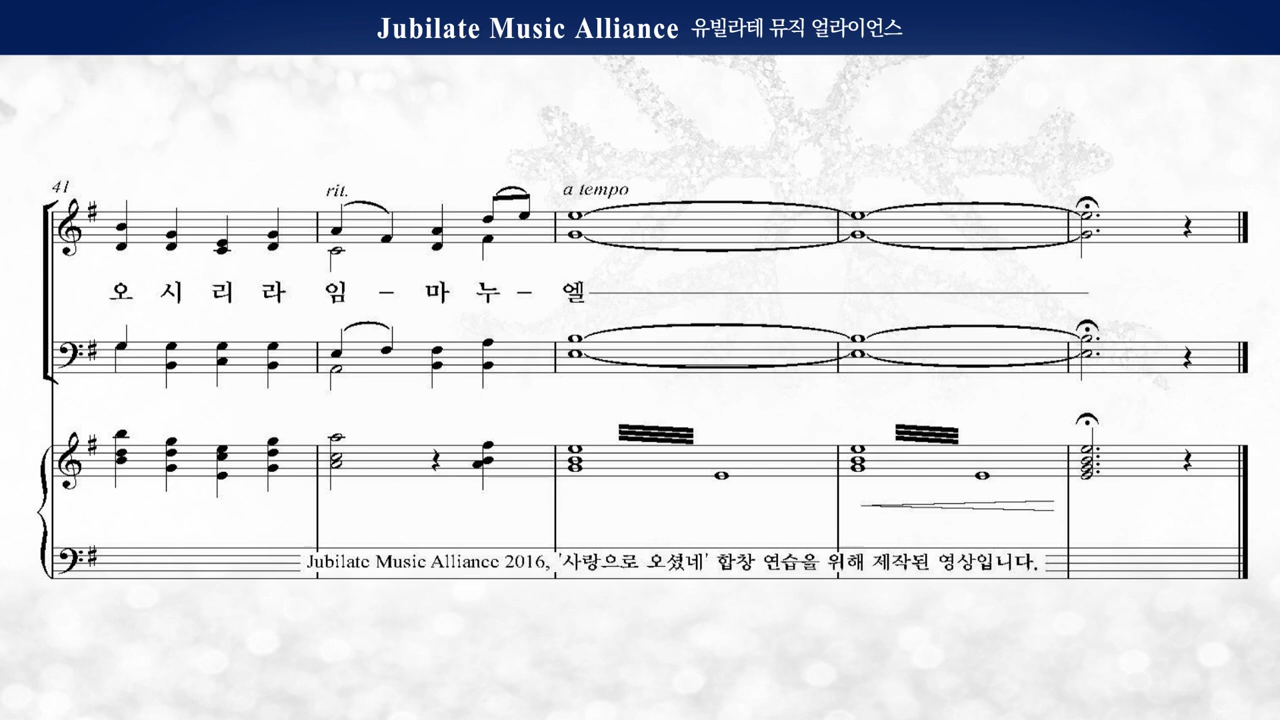 Jubilate Music Alliance 유빌라테 뮤직 얼라이언스
41
rit.
a tempo
오 시 리 라 임 – 마 누 – 엘
Jubilate Music Alliance 2016, '사랑으로 오셨네' 합창 연습을 위해 제작된 영상입니다.